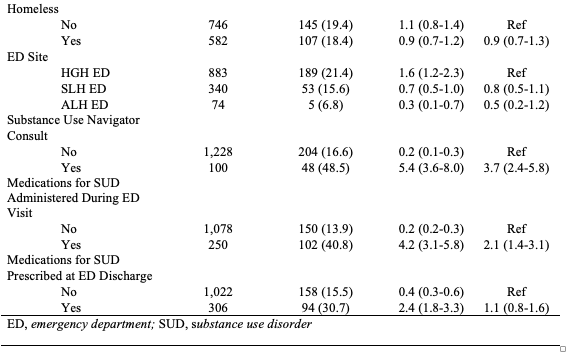 Homeless
No 746 145 (19.4) 1.1 (0.8-1.4) Ref
Yes 582 107 (18.4) 0.9 (0.7-1.2) 0.9 (0.7-1.3)
ED Site
HGH ED 883 189 (21.4) 1.6 (1.2-2.3) Ref
SLH ED 340 53 (15.6) 0.7 (0.5-1.0) 0.8 (0.5-1.1)
ALH ED 74 5 (6.8) 0.3 (0.1-0.7) 0.5 (0.2-1.2)
Substance Use Navigator
Consult
No 1,228 204 (16.6) 0.2 (0.1-0.3) Ref
Yes 100 48 (48.5) 5.4 (3.6-8.0) 3.7 (2.4-5.8)
Medications for SUD
Administered During ED
Visit
No 1,078 150 (13.9) 0.2 (0.2-0.3) Ref
Yes 250 102 (40.8) 4.2 (3.1-5.8) 2.1 (1.4-3.1)
Medications for SUD
Prescribed at ED Discharge
No 1,022 158 (15.5) 0.4 (0.3-0.6) Ref
Yes 306 94 (30.7) 2.4 (1.8-3.3) 1.1 (0.8-1.6)
ED, emergency department; SUD, substance use disorder